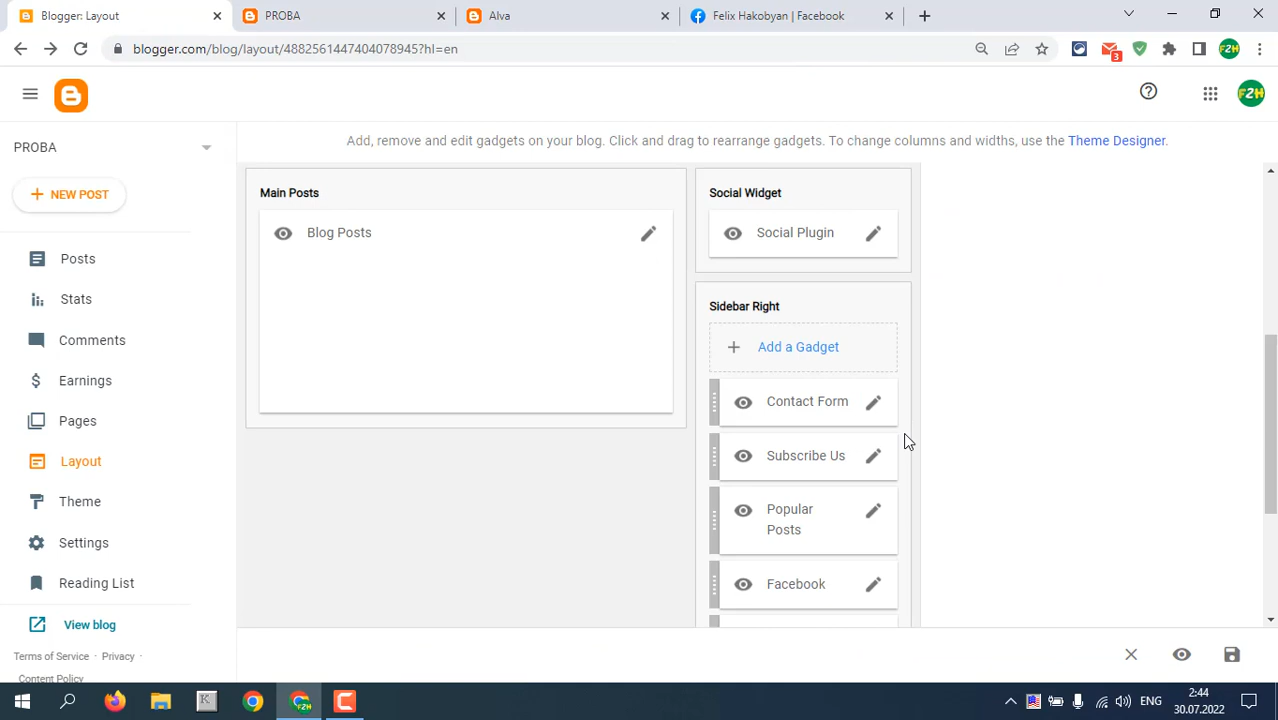 Blogger: Layout
PROBA
Alva
Felix Hakobyan | Facebook
blogger.com/blog/layout/4882561447404078945?hl=en
3
F2H
F2H
PROBA
Add, remove and edit gadgets on your blog. Click and drag to rearrange gadgets. To change columns and widths, use the Theme Designer.
NEW POST
Posts
Stats
Comments
Earnings
Pages
Layout
Theme
Settings
Reading List
View blog
Terms of Service · Privacy ·
Content Policy
Main Posts
Blog Posts
Social Widget
Social Plugin
Sidebar Right
Add a Gadget
Contact Form
Subscribe Us
Popular
Posts
Facebook
K
ENG
2:44
30.07.2022